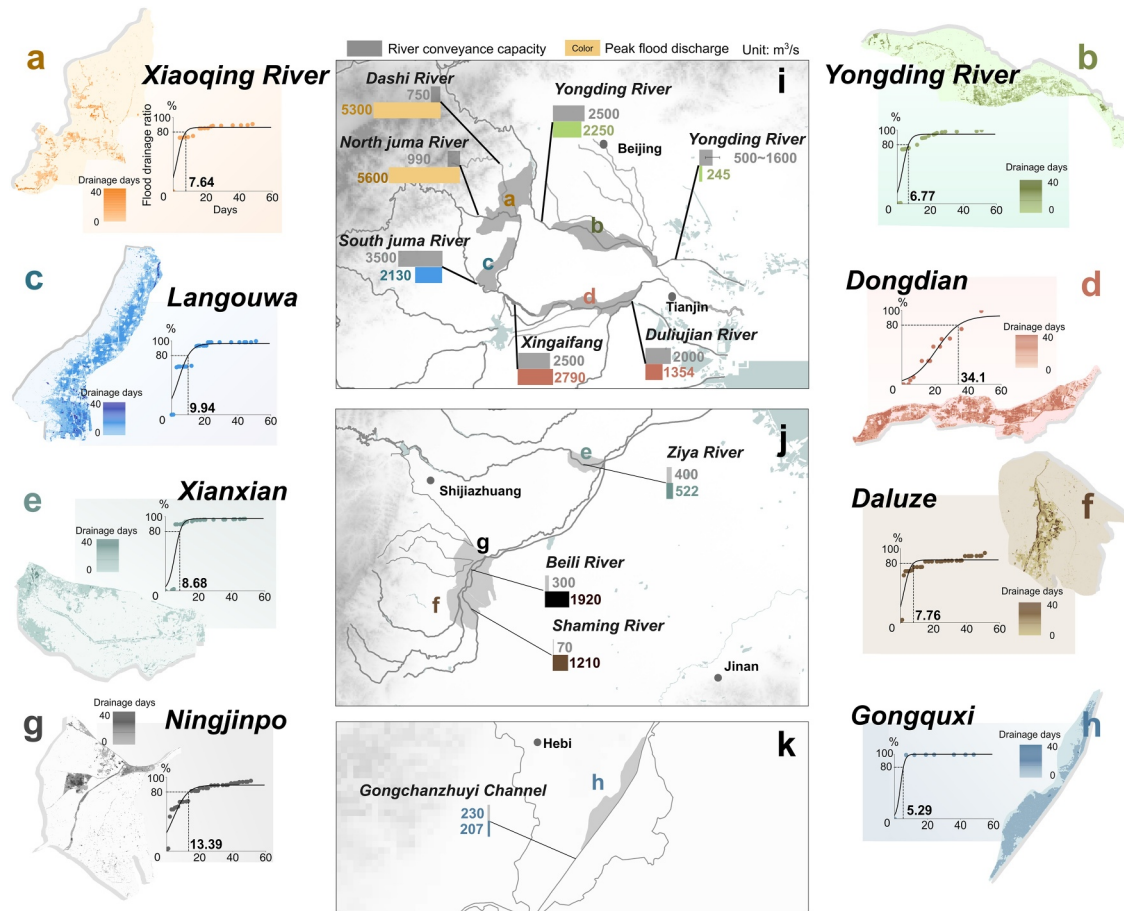 River conveyance capacity
Color
Peak flood discharge
Unit: m³/s
a
Xiaoqing River
%
100
80
Flood drainage ratio
7.64
0
20
40
60
Days
Drainage days
40
0
b
Yongding River
%
100
80
6.77
0
20
40
60
Drainage days
40
0
c
Langouwa
%
100
80
9.94
0
20
40
60
Drainage days
40
0
Dongdian
d
%
100
80
34.1
0
20
40
60
Drainage days
40
0
e
Xianxian
%
100
80
8.68
0
20
40
60
Drainage days
40
0
Daluze
f
%
100
80
7.76
0
20
40
60
Drainage days
40
0
g
Ningjinpo
%
100
80
13.39
0
20
40
60
Drainage days
40
0
Gongquxi
h
%
100
80
5.29
0
20
40
60
Drainage days
40
0
i
Dashi River
750
5300
Yongding River
2500
2250
Beijing
Yongding River
500~1600
245
North juma River
990
5600
a
b
South juma River
3500
2130
c
d
Tianjin
Xingaifang
2500
2790
Duliujian River
2000
1354
j
e
Ziya River
400
522
Shijiazhuang
g
Beili River
300
1920
f
Shaming River
70
1210
Jinan
k
Hebi
h
Gongchanzhuyi Channel
230
207